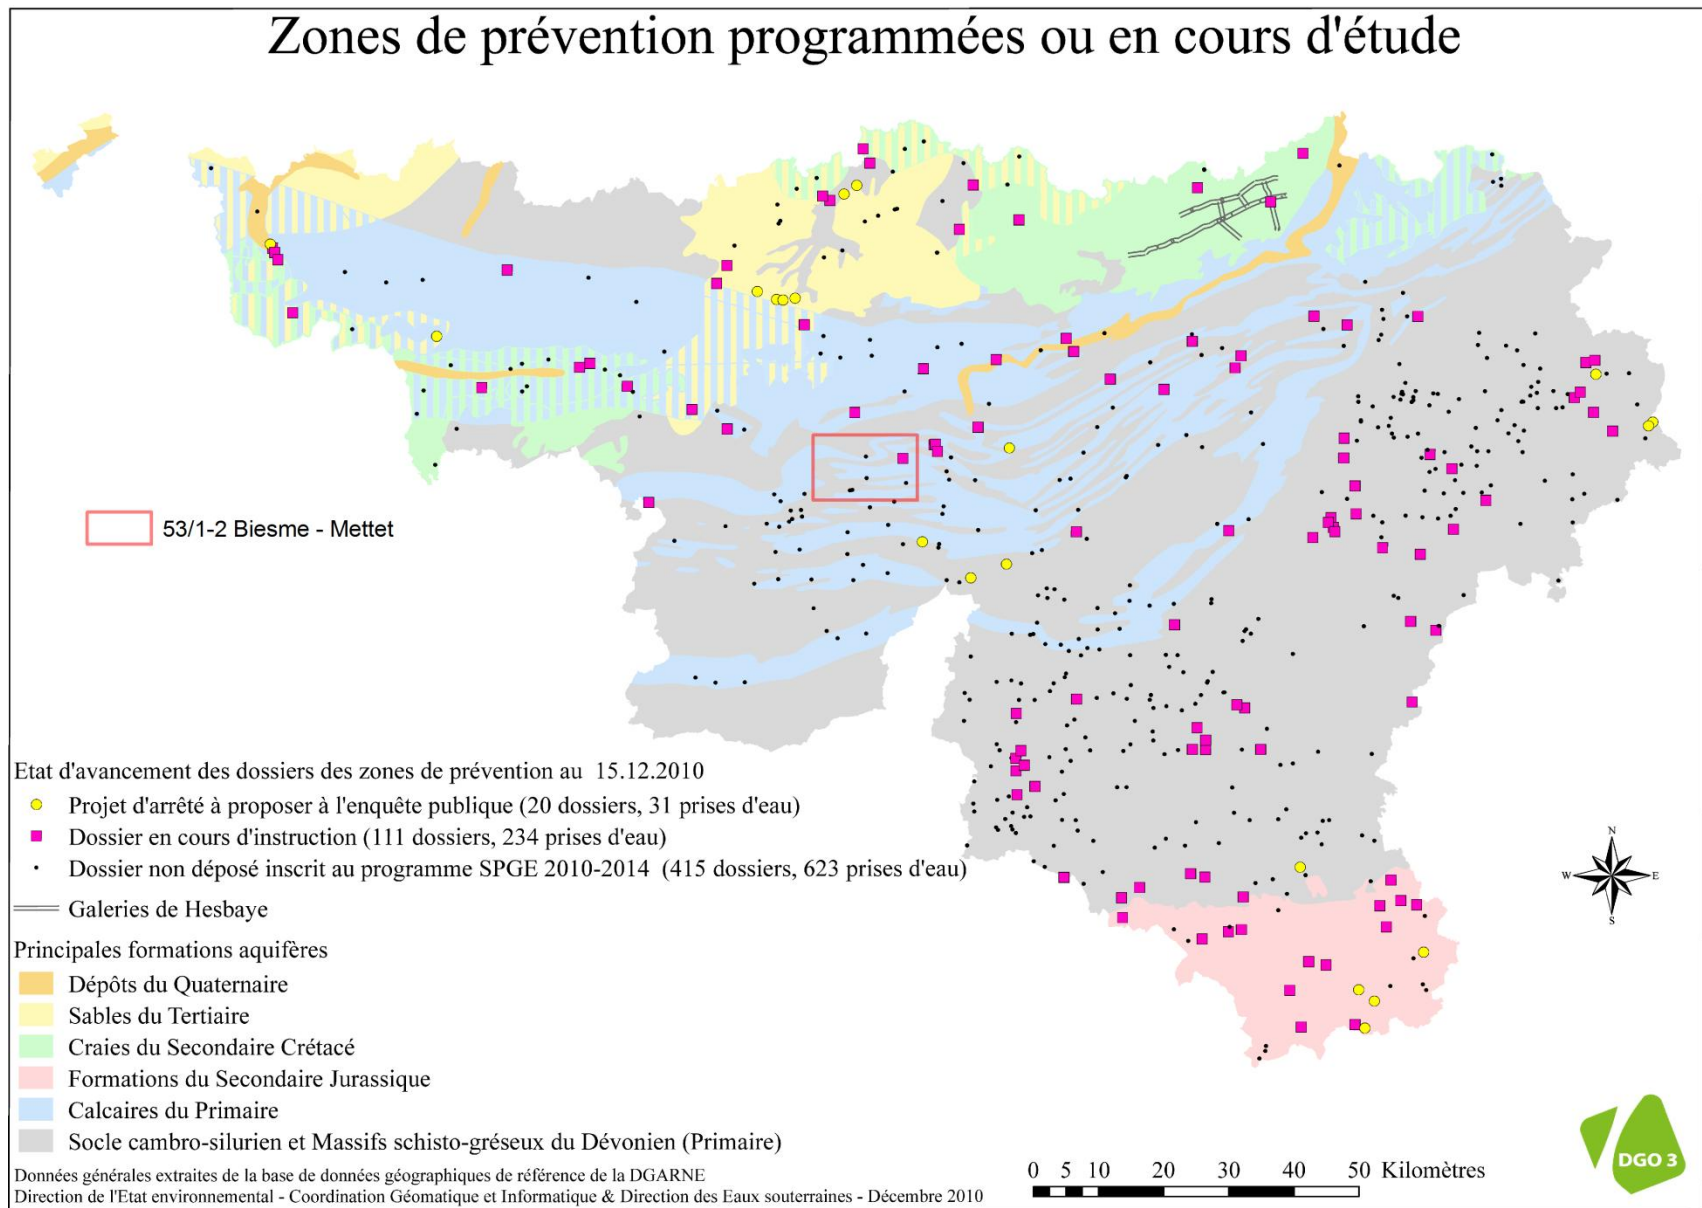 Zones de prévention programmées ou en cours d'étude
53/1-2 Biesme - Mettet
Etat d'avancement des dossiers des zones de prévention au 15.12.2010
Projet d'arrêté à proposer à l'enquête publique (20 dossiers, 31 prises d'eau)
Dossier en cours d'instruction (111 dossiers, 234 prises d'eau)
Dossier non déposé inscrit au programme SPGE 2010-2014 (415 dossiers, 623 prises d'eau)
Galeries de Hesbaye
Principales formations aquifères
Dépôts du Quaternaire
Sables du Tertiaire
Craies du Secondaire Crétacé
Formations du Secondaire Jurassique
Calcaires du Primaire
Socle cambro-silurien et Massifs schisto-gréseux du Dévonien (Primaire)
Données générales extraites de la base de données géographiques de référence de la DGARNE
Direction de l'Etat environnemental - Coordination Géomatique et Informatique & Direction des Eaux souterraines - Décembre 2010
N
W E
S
0 5 10 20 30 40 50 Kilomètres
DGO 3